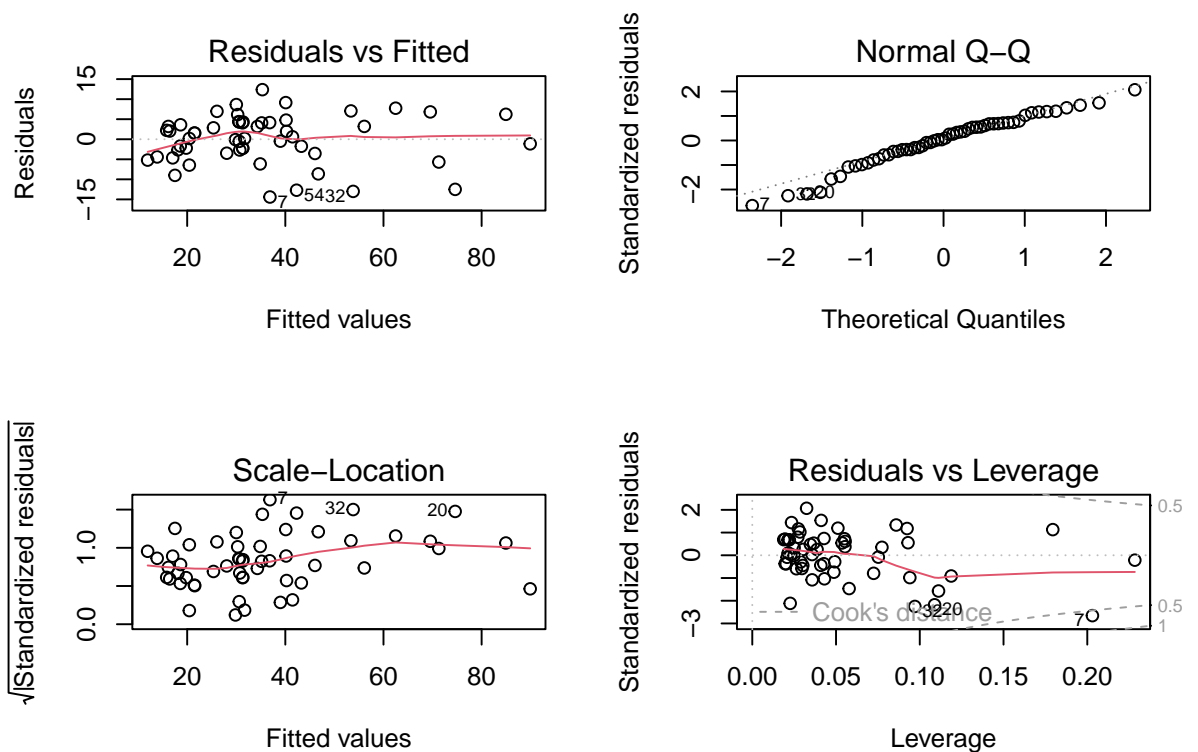 Residuals vs Fitted
Residuals
15
0
−15
7
54
32
20 40 60 80
Fitted values
Normal Q−Q
Standardized residuals
2
0
−2
7
−2 −1 0 1 2
Theoretical Quantiles
Scale−Location
√|Standardized residuals|
1.0
0.0
7
32
20
20 40 60 80
Fitted values
Residuals vs Leverage
Standardized residuals
2
0
−3
0.5
0.5
1
Cook's distance
32
20
7
0.00 0.05 0.10 0.15 0.20
Leverage